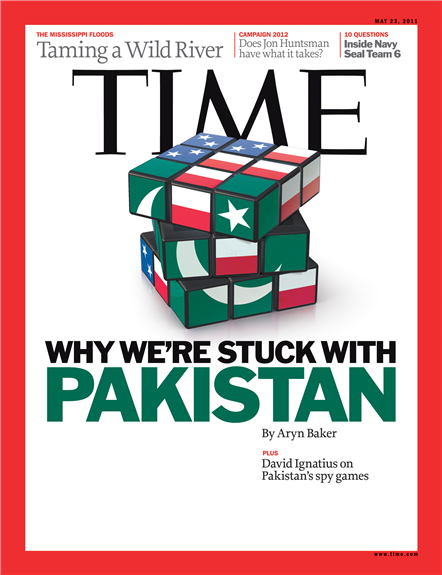 MAY 23, 2011
THE MISSISSIPPI FLOODS
Taming a Wild River
CAMPAIGN 2012
Does Jon Huntsman
have what it takes?
10 QUESTIONS
Inside Navy
Seal Team 6
TIME
WHY WE'RE STUCK WITH
PAKISTAN
By Aryn Baker
PLUS
David Ignatius on
Pakistan's spy games
www.time.com